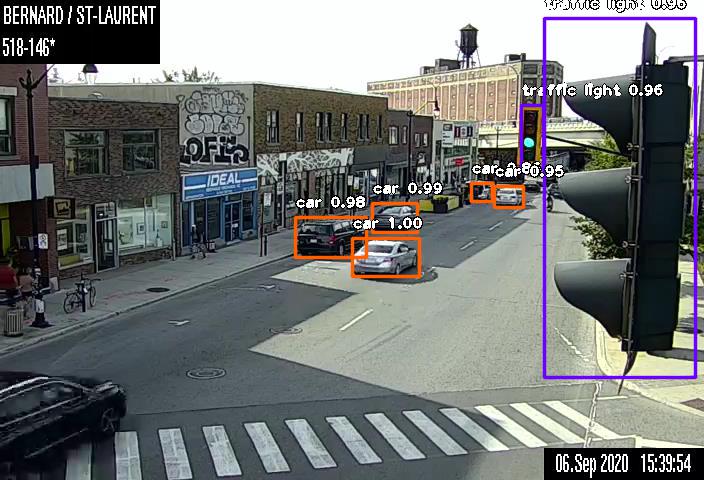 BERNARD / ST-LAURENT
518-146*
traffic light 0.96
traffic light 0.96
car 0.95
car 0.99
car 0.98
car 1.00
IDEAL
06.Sep 2020 15:39:54